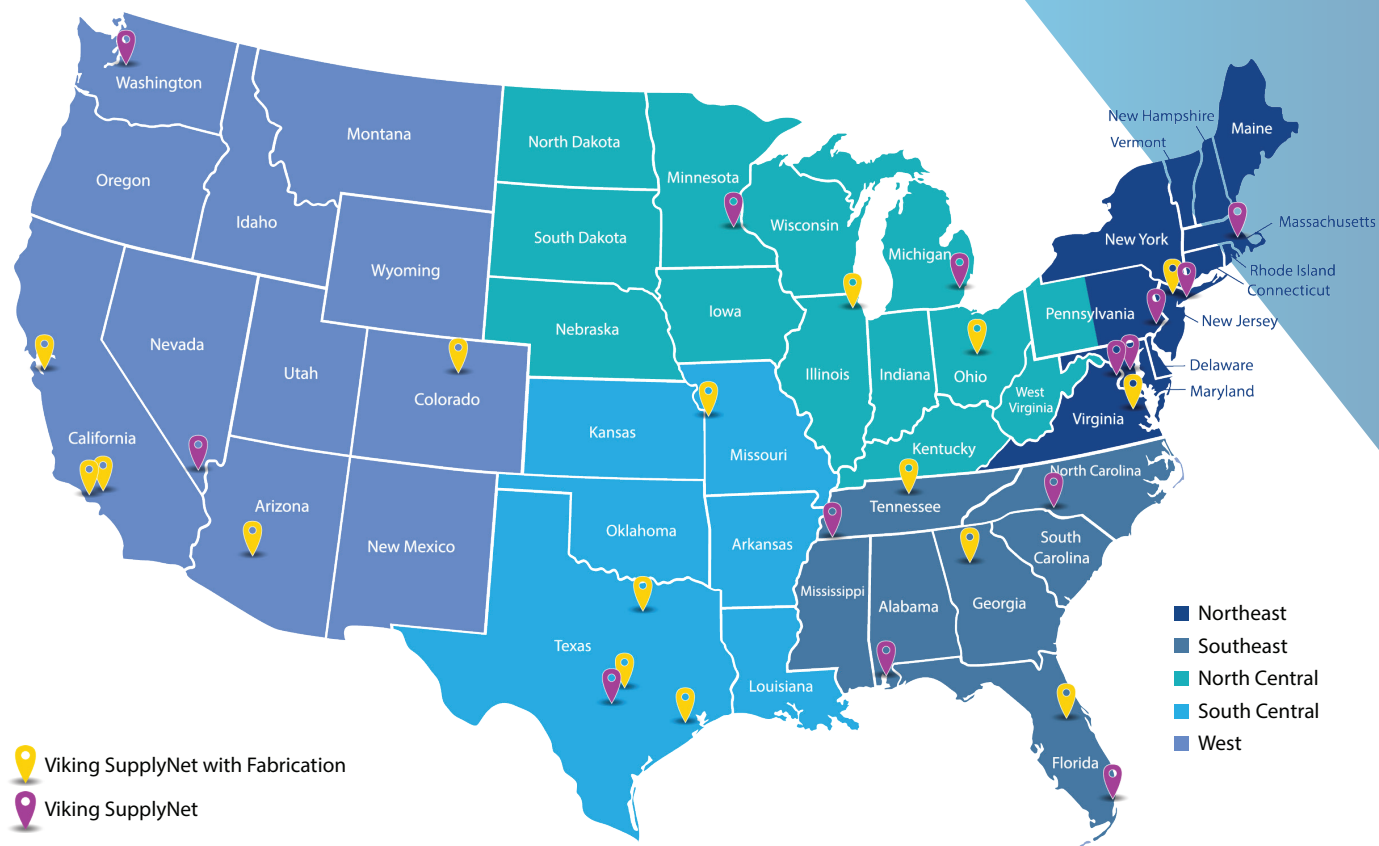 Washington
Montana
Oregon
Idaho
Wyoming
Nevada
Utah
Colorado
California
Arizona
New Mexico
North Dakota
South Dakota
Nebraska
Minnesota
Wisconsin
Michigan
Iowa
Illinois
Indiana
Ohio
West
Virginia
Kentucky
Pennsylvania
New York
New Hampshire
Vermont
Maine
Massachusetts
Rhode Island
Connecticut
New Jersey
Delaware
Maryland
Virginia
Kansas
Missouri
Oklahoma
Arkansas
Texas
Louisiana
Tennessee
North Carolina
South
Carolina
Mississippi
Alabama
Georgia
Florida
Northeast
Southeast
North Central
South Central
West
Viking SupplyNet with Fabrication
Viking SupplyNet